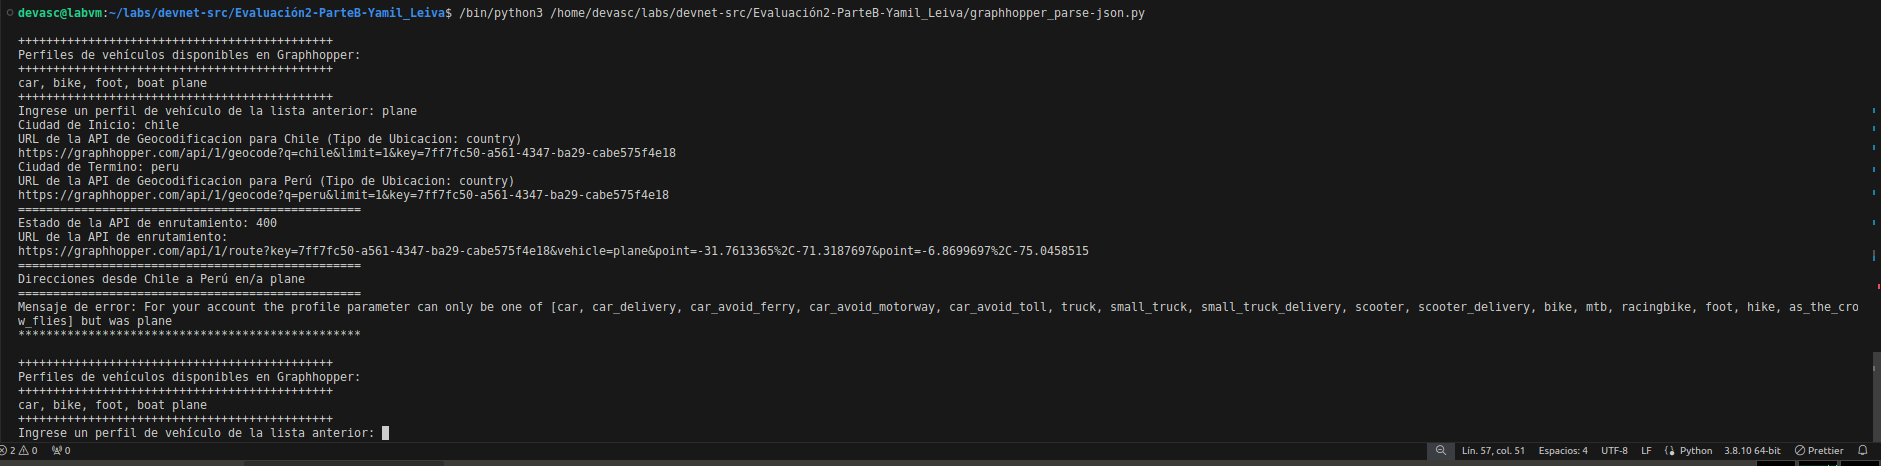 devasc@labvm:~/labs/devnet-src/Evaluación2-ParteB-Yamil_Leiva$ /bin/python3 /home/devasc/labs/devnet-src/Evaluación2-ParteB-Yamil_Leiva/graphhopper_parse-json.py
+++++++++++++++++++++++++++++++++++++++++++++
Perfiles de vehículos disponibles en Graphhopper:
+++++++++++++++++++++++++++++++++++++++++++++
car, bike, foot, boat plane
+++++++++++++++++++++++++++++++++++++++++++++
Ingrese un perfil de vehículo de la lista anterior: plane
Ciudad de Inicio: chile
URL de la API de Geocodificacion para Chile (Tipo de Ubicacion: country)
https://graphhopper.com/api/1/geocode?q=chile&limit=1&key=7ff7fc50-a561-4347-ba29-cabe575f4e18
Ciudad de Termino: peru
URL de la API de Geocodificacion para Perú (Tipo de Ubicacion: country)
https://graphhopper.com/api/1/geocode?q=peru&limit=1&key=7ff7fc50-a561-4347-ba29-cabe575f4e18
=================================================
Estado de la API de enrutamiento: 400
URL de la API de enrutamiento:
https://graphhopper.com/api/1/route?key=7ff7fc50-a561-4347-ba29-cabe575f4e18&vehicle=plane&point=-31.7613365%2C-71.3187697&point=-6.8699697%2C-75.0458515
=================================================
Direcciones desde Chile a Perú en/a plane
=================================================
Mensaje de error: For your account the profile parameter can only be one of [car, car_delivery, car_avoid_ferry, car_avoid_motorway, car_avoid_toll, truck, small_truck, small_truck_delivery, scooter, scooter_delivery, bike, mtb, racingbike, foot, hike, as_the_cro
w_flies] but was plane
*************************************************
+++++++++++++++++++++++++++++++++++++++++++++
Perfiles de vehículos disponibles en Graphhopper:
+++++++++++++++++++++++++++++++++++++++++++++
car, bike, foot, boat plane
+++++++++++++++++++++++++++++++++++++++++++++
Ingrese un perfil de vehículo de la lista anterior:
2 0 0 Lín. 57, col. 51 Espacios: 4 UTF-8 LF Python 3.8.10 64-bit Prettier